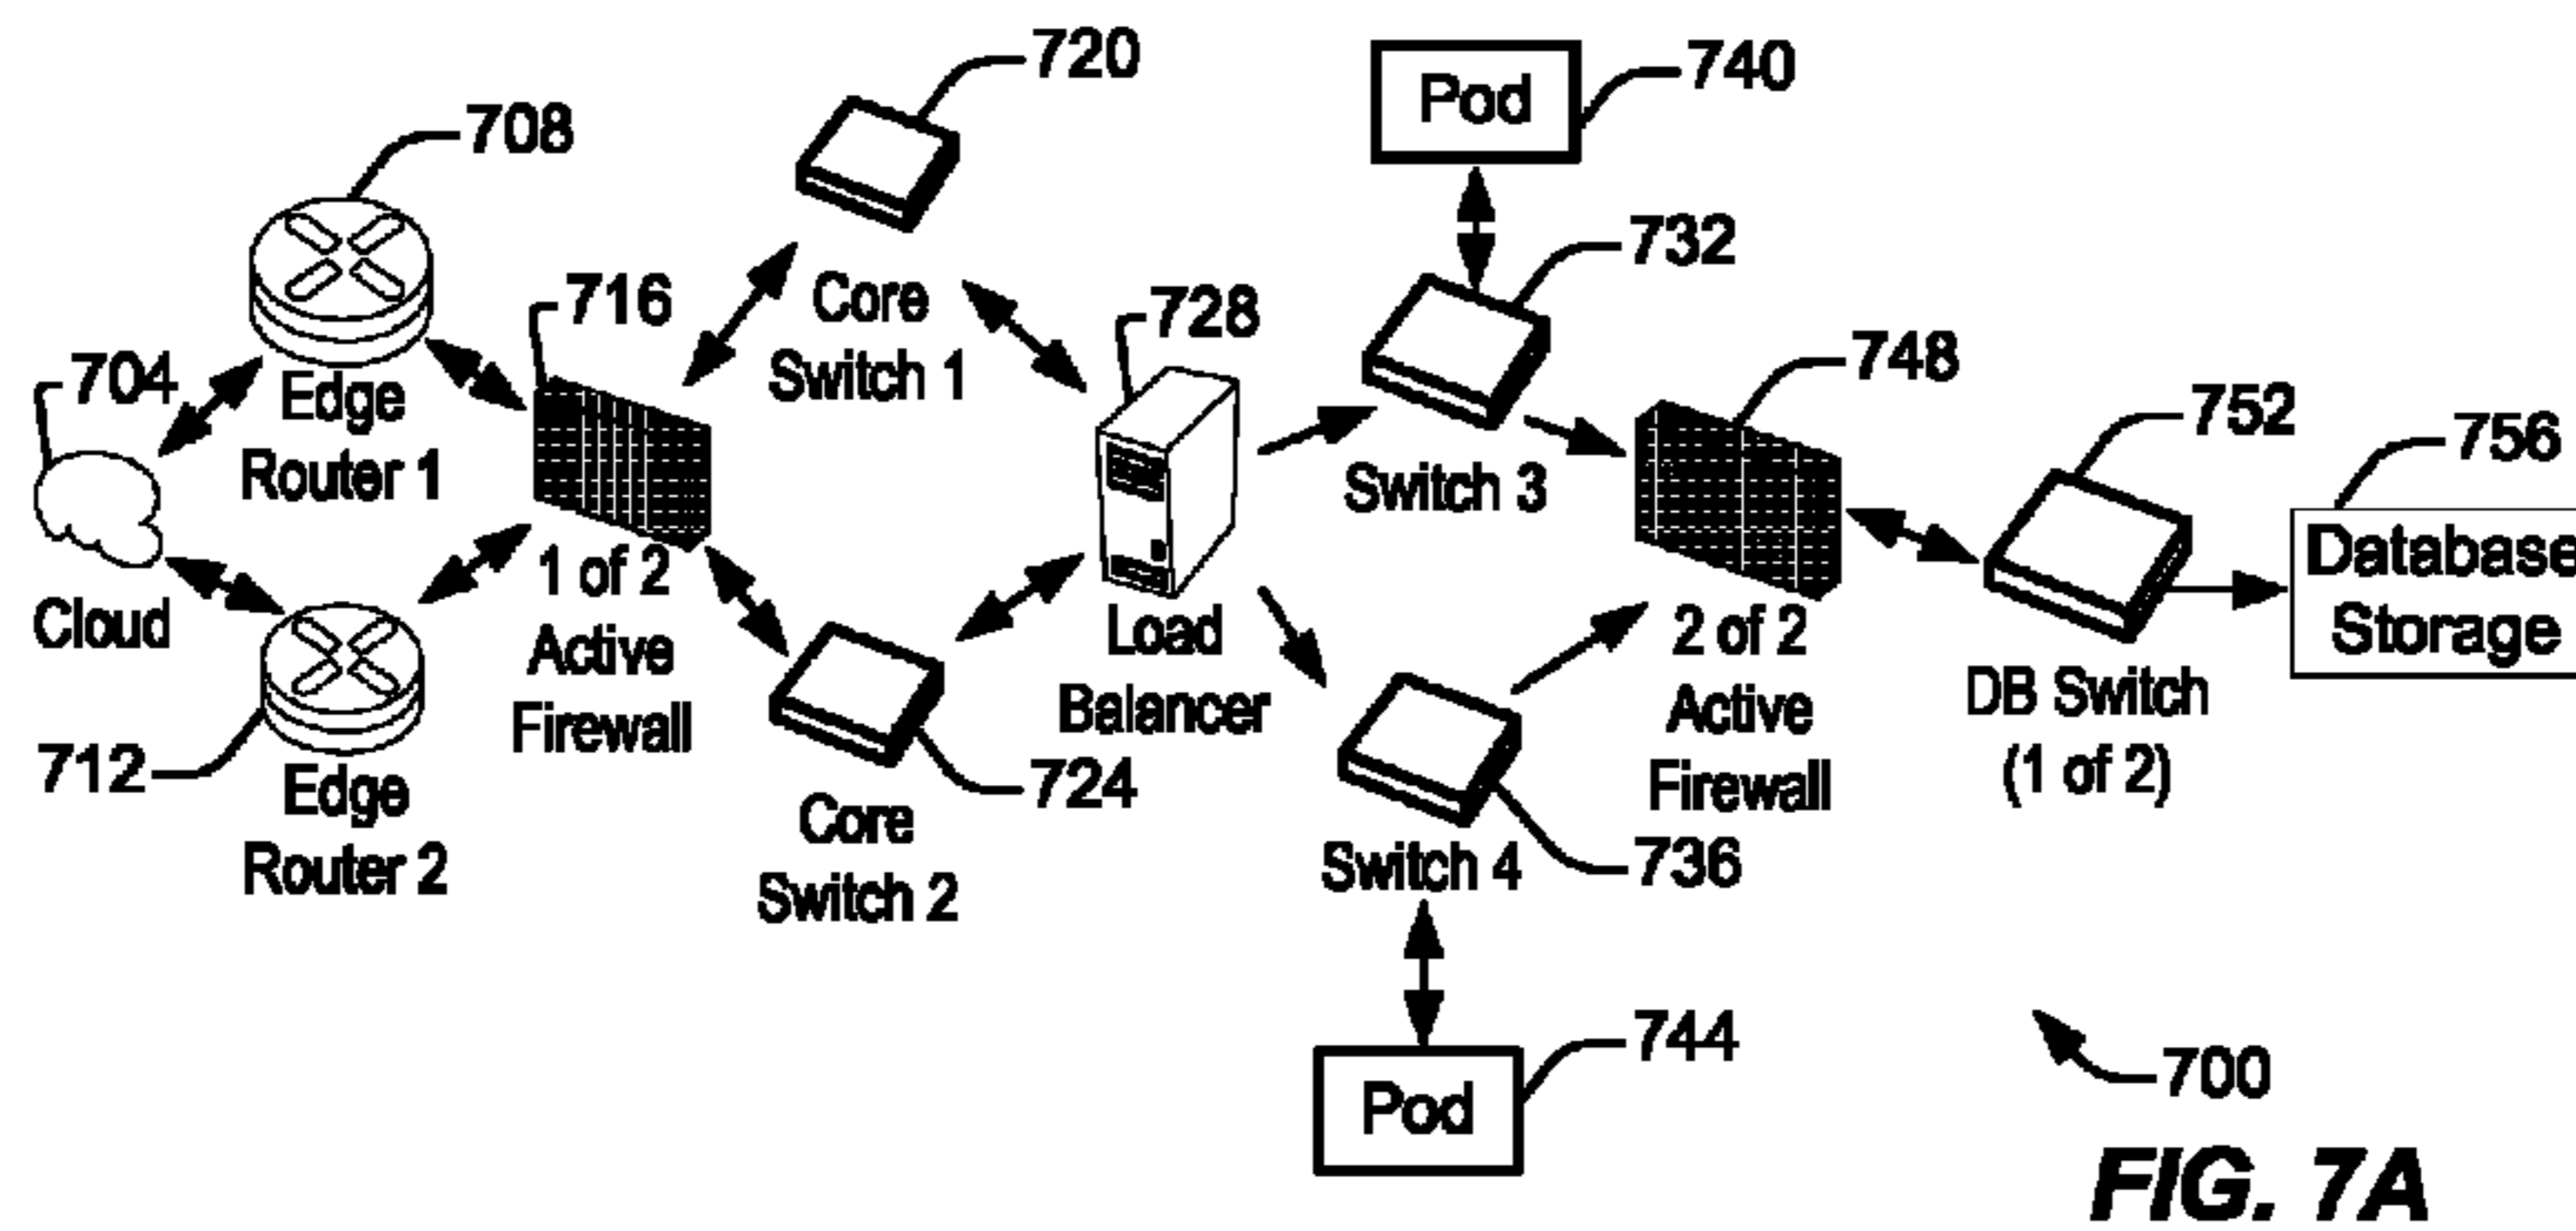 720
740
Pod
708
732
716
Core
Switch 1
728
748
704
Edge
Router 1
752
756
Switch 3
Database
Storage
Cloud
1 of 2
Active
Firewall
Load
Balancer
2 of 2
Active
Firewall
DB Switch
(1 of 2)
712
Edge
Router 2
724
Core
Switch 2
Switch 4
736
744
Pod
700
FIG. 7A